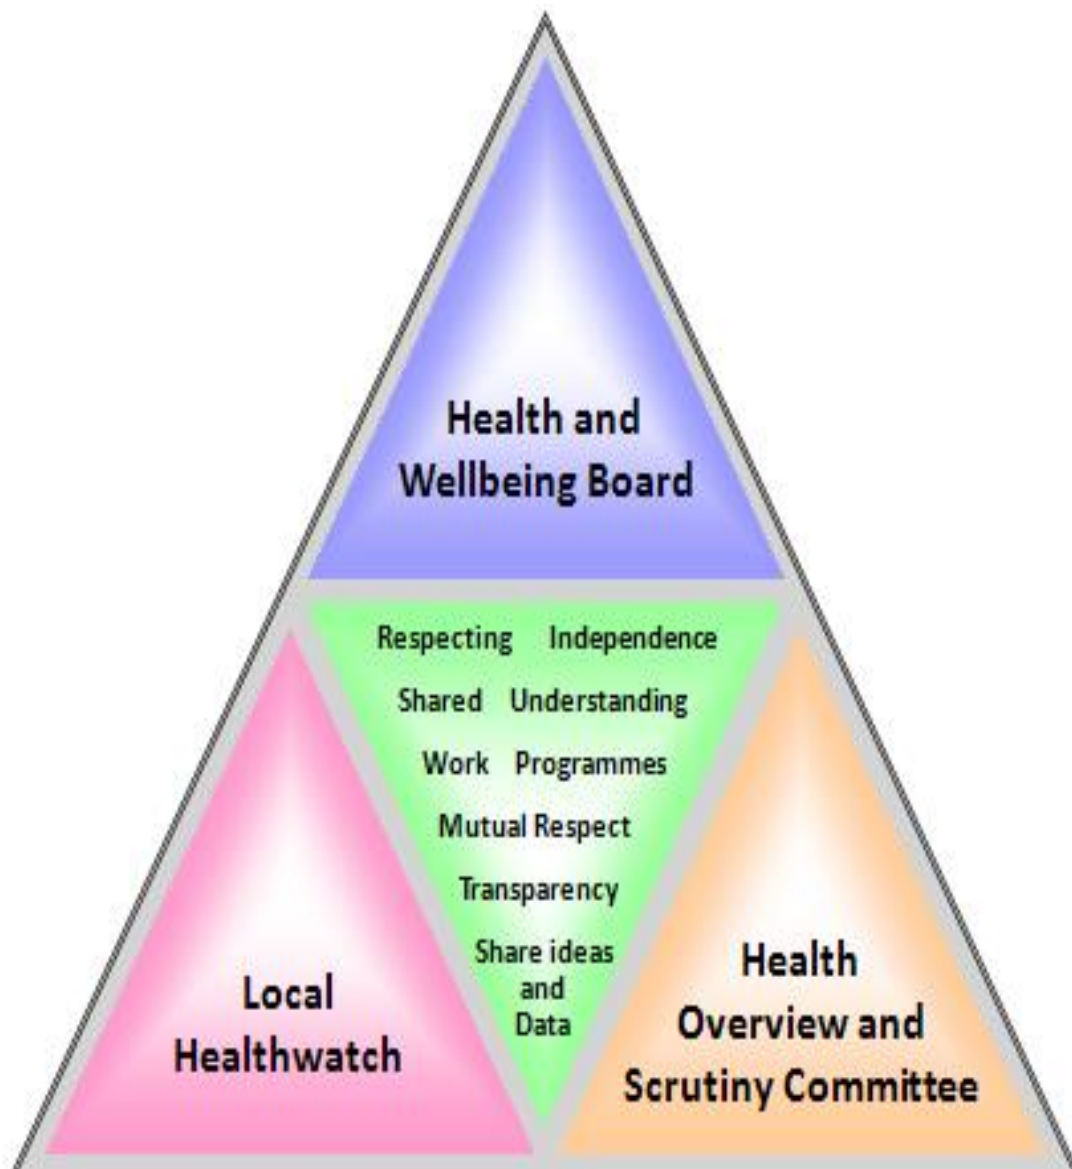 Health and
Wellbeing Board
Respecting Independence
Shared Understanding
Work Programmes
Mutual Respect
Transparency
Share ideas
and
Data
Local
Healthwatch
Health
Overview and
Scrutiny Committee